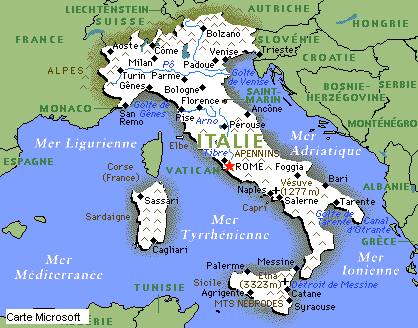 LIECHTENSTEIN
SUISSE
AUTRICHE
HONGRIE
FRANCE
Bolzano
SLOVÉNIE
Aoste
Côme
Trieste
CROATIE
Milan
Pô
Padoue
Venise
ALPES
Turin
Parme
Golfe de Venise
BOSNIE-
HERZÉGOVINE
SERBIE
Gênes
Bologne
SAN-
MARIN
MONACO
San
Remo
Golfe de
Gênes
Florence
Ancône
MONTÉNÉGRO
Pise
Arno
Pérouse
Mer Ligurienne
Elbe
ITALIE
Mer
Adriatique
ESPAGNE
Corse
(France)
Tibre
APENNINS
VATICAN
ROME
Foggia
ALBANIE
Vésuve
(1277 m)
Bari
Naples
Sassari
Capri
Salerne
Tarente
Sardaigne
Golfe de
Tarente
Canal
d'Otrante
Mer
Tyrrhénienne
GRÈCE
Cagliari
Mer
Méditerranée
Mer
Ionienne
Palerme
Messine
Etna
(3323m)
Détroit de Messine
Sicile
Catane
Agrigente
MTS NEBRODES
Syracuse
TUNISIE
ALGÉRIE
Carte Microsoft